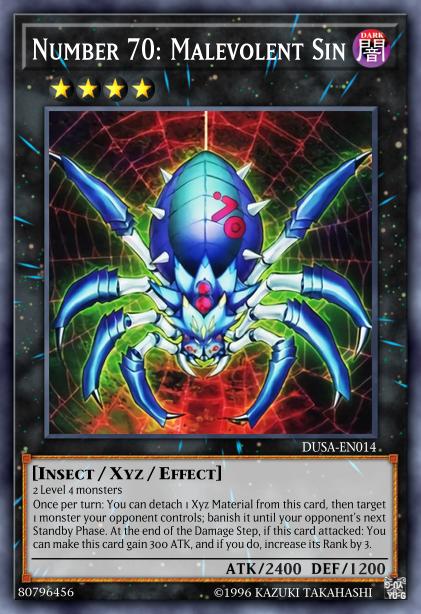 NUMBER 70: MALEVOLENT SIN
DARK
闇
70
DUSA-EN014
[INSECT / XYZ / EFFECT]
2 Level 4 monsters
Once per turn: You can detach 1 Xyz Material from this card, then target
1 monster your opponent controls; banish it until your opponent's next
Standby Phase. At the end of the Damage Step, if this card attacked: You
can make this card gain 300 ATK, and if you do, increase its Rank by 3.
ATK/2400 DEF/1200
80796456
©1996 KAZUKI TAKAHASHI